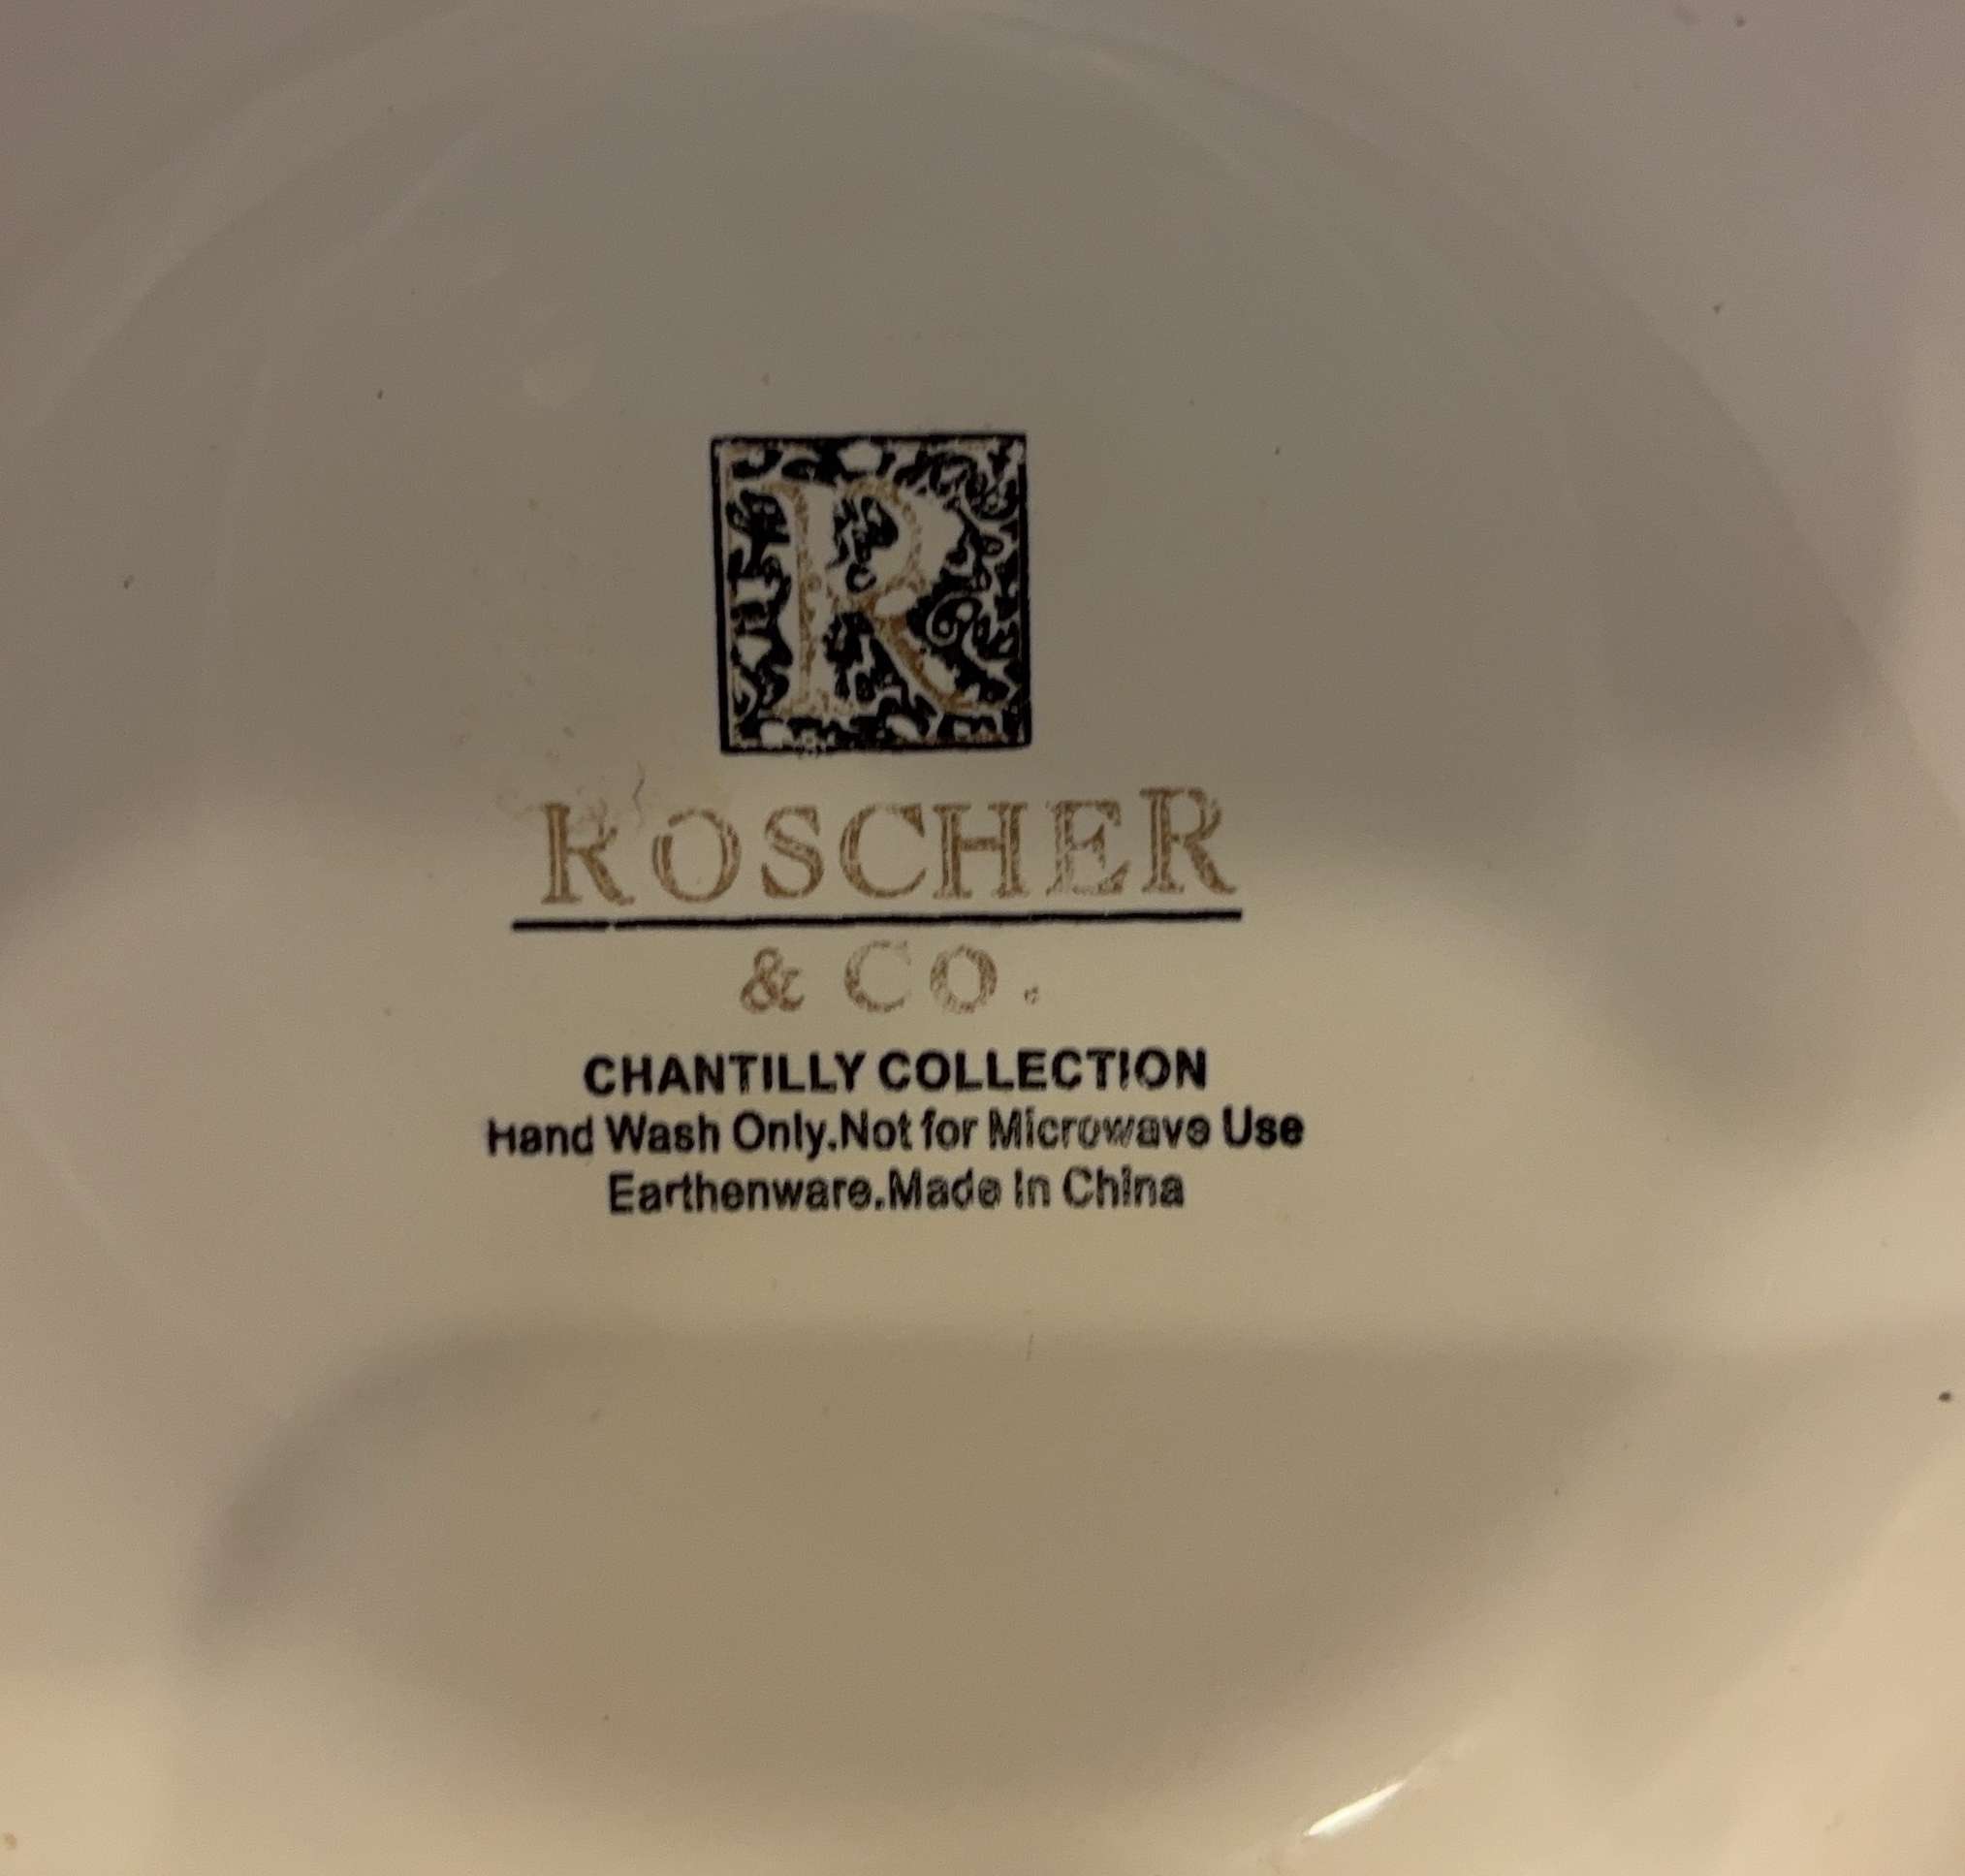 R
ROSCHER
& CO.
CHANTILLY COLLECTION
Hand Wash Only.Not for Microwave Use
Earthenware.Made In China